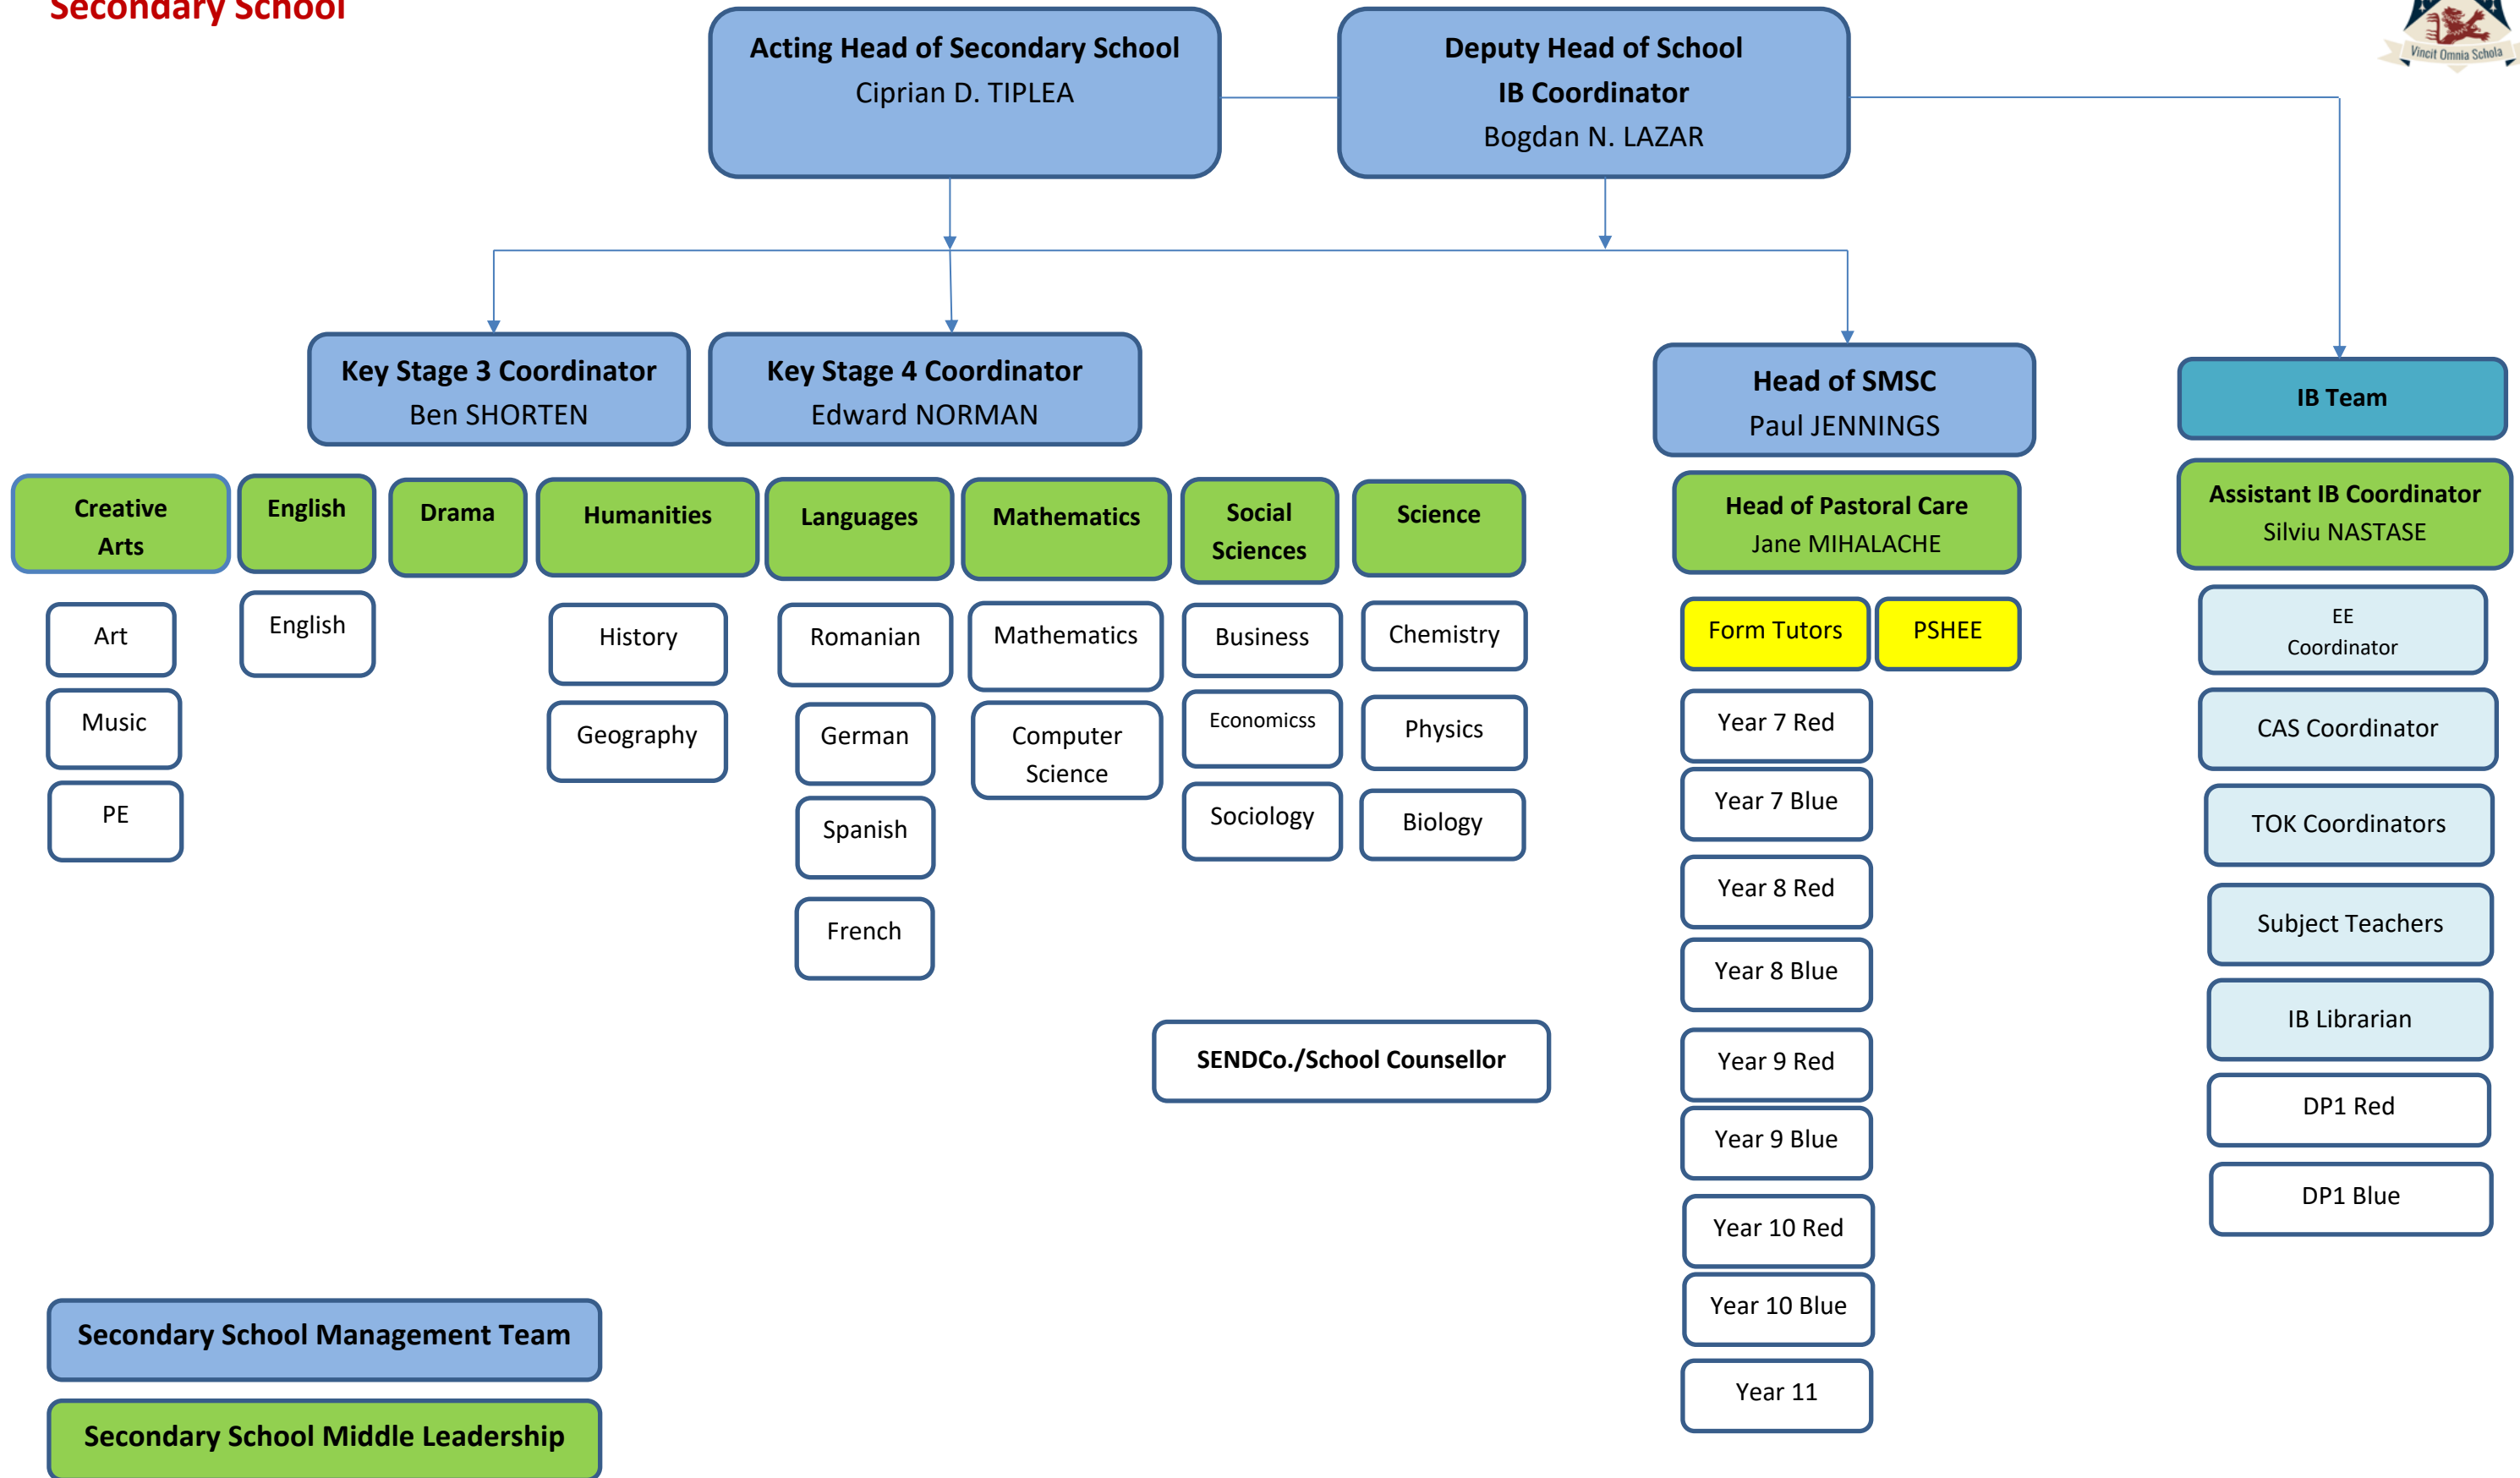 Secondary School
Vincit Omnia Schola
Acting Head of Secondary School
Ciprian D. TIPLEA
Deputy Head of School
IB Coordinator
Bogdan N. LAZAR
Key Stage 3 Coordinator
Ben SHORTEN
Key Stage 4 Coordinator
Edward NORMAN
Head of SMSC
Paul JENNINGS
IB Team
Creative
Arts
English
Drama
Humanities
Languages
Mathematics
Social
Sciences
Science
Head of Pastoral Care
Jane MIHALACHE
Assistant IB Coordinator
Silviu NASTASE
Art
Music
PE
English
History
Geography
Romanian
German
Spanish
French
Mathematics
Computer
Science
Business
Economicss
Sociology
Chemistry
Physics
Biology
SENDCo./School Counsellor
Form Tutors
PSHEE
Year 7 Red
Year 7 Blue
Year 8 Red
Year 8 Blue
Year 9 Red
Year 9 Blue
Year 10 Red
Year 10 Blue
Year 11
EE
Coordinator
CAS Coordinator
TOK Coordinators
Subject Teachers
IB Librarian
DP1 Red
DP1 Blue
Secondary School Management Team
Secondary School Middle Leadership